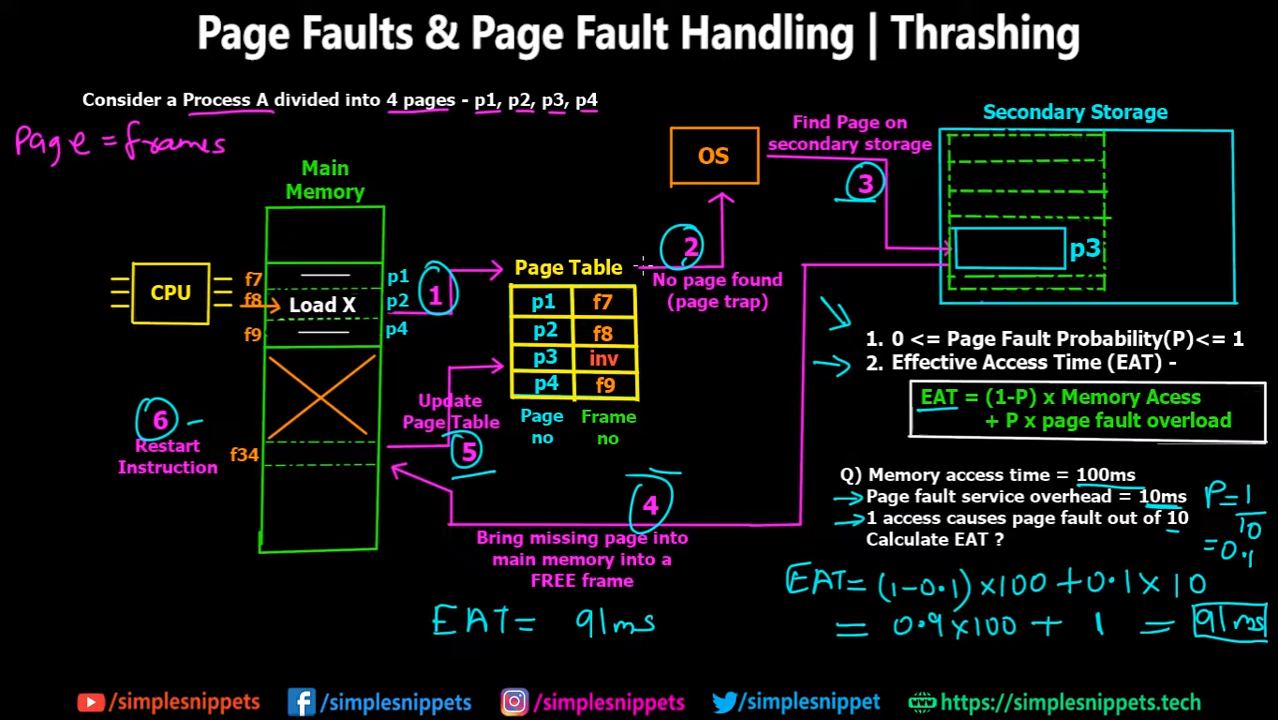 Page Faults & Page Fault Handling | Thrashing
Consider a Process A divided into 4 pages - p1, p2, p3, p4
Page = frames
Main
Memory
CPU
f7
f8
f9
Load X
p1
p2
p4
f34
1
Page Table
p1 f7
p2 f8
p3 inv
p4 f9
Page
no
Frame
no
2
No page found
(page trap)
OS
Find Page on
secondary storage
3
Secondary Storage
p3
4
Bring missing page into
main memory into a
FREE frame
Update
Page Table
5
6
Restart
Instruction
1. 0 <= Page Fault Probability(P)<= 1
2. Effective Access Time (EAT) -
EAT = (1-P) x Memory Acess
+ P x page fault overload
Q) Memory access time = 100ms
Page fault service overhead = 10ms
1 access causes page fault out of 10
Calculate EAT ?
P = 1
10
= 0.1
EAT = (1-0.1) x 100 + 0.1 x 10
= 0.9 x 100 + 1 = 91ms
EAT = 91ms
/simplesnippets
/simplesnippets
/simplesnippets
/simplesnippets
https://simplesnippets.tech